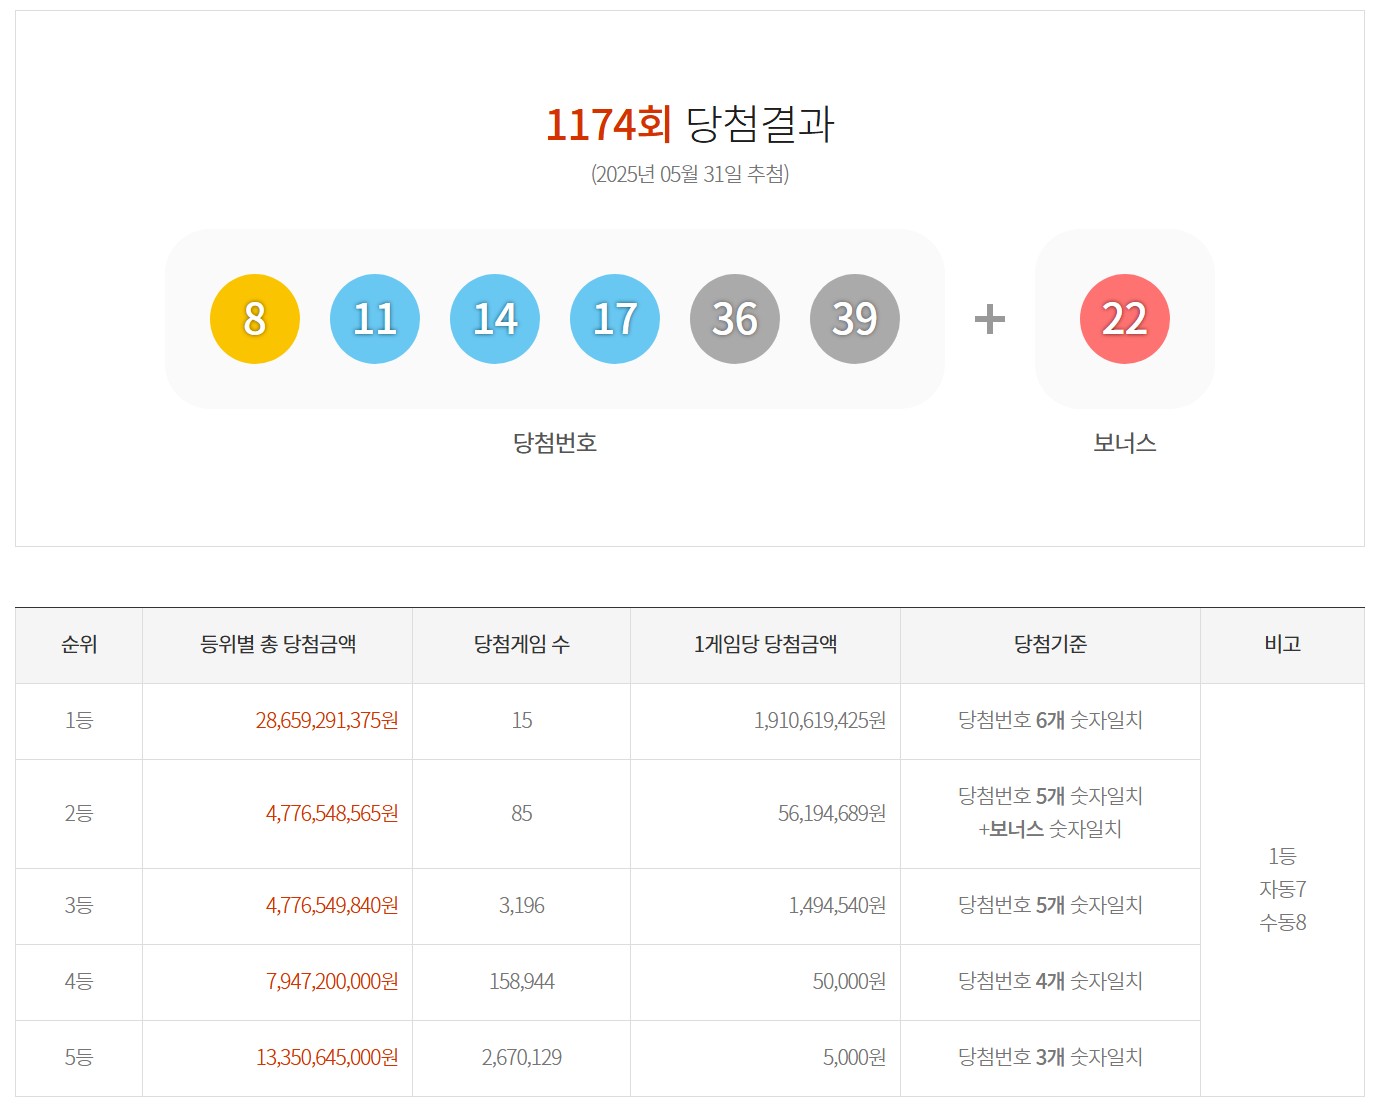 1174회 당첨결과
(2025년 05월 31일 추첨)
8 11 14 17 36 39 + 22
당첨번호 보너스
순위 등위별 총 당첨금액 당첨게임 수 1게임당 당첨금액 당첨기준 비고
1등 28,659,291,375원 15 1,910,619,425원 당첨번호 6개 숫자일치
2등 4,776,548,565원 85 56,194,689원 당첨번호 5개 숫자일치
+보너스 숫자일치
3등 4,776,549,840원 3,196 1,494,540원 당첨번호 5개 숫자일치
4등 7,947,200,000원 158,944 50,000원 당첨번호 4개 숫자일치
5등 13,350,645,000원 2,670,129 5,000원 당첨번호 3개 숫자일치
1등
자동7
수동8